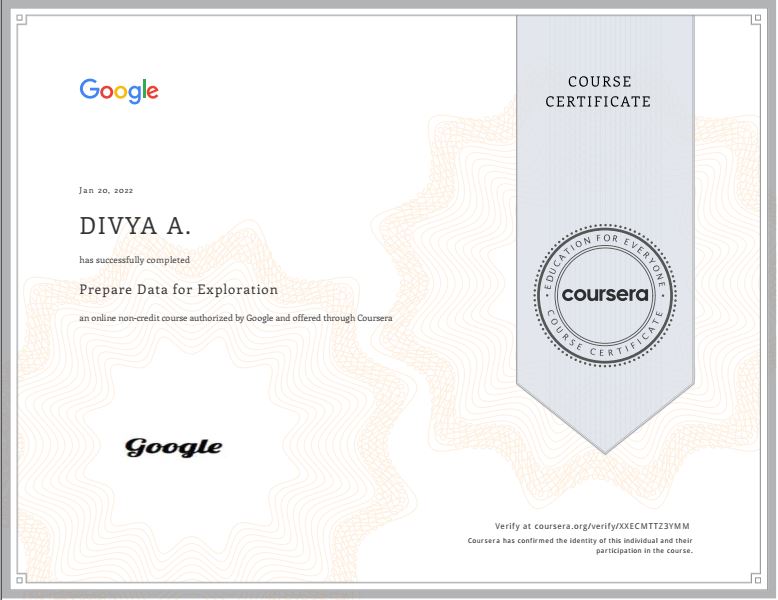 Google
COURSE
CERTIFICATE
Jan 20, 2022
DIVYA A.
has successfully completed
Prepare Data for Exploration
an online non-credit course authorized by Google and offered through Coursera
EDUCATION FOR EVERYONE
coursera
COURSE CERTIFICATE
Google
Verify at coursera.org/verify/XXECMTTZ3YMM
Coursera has confirmed the identity of this individual and their
participation in the course.